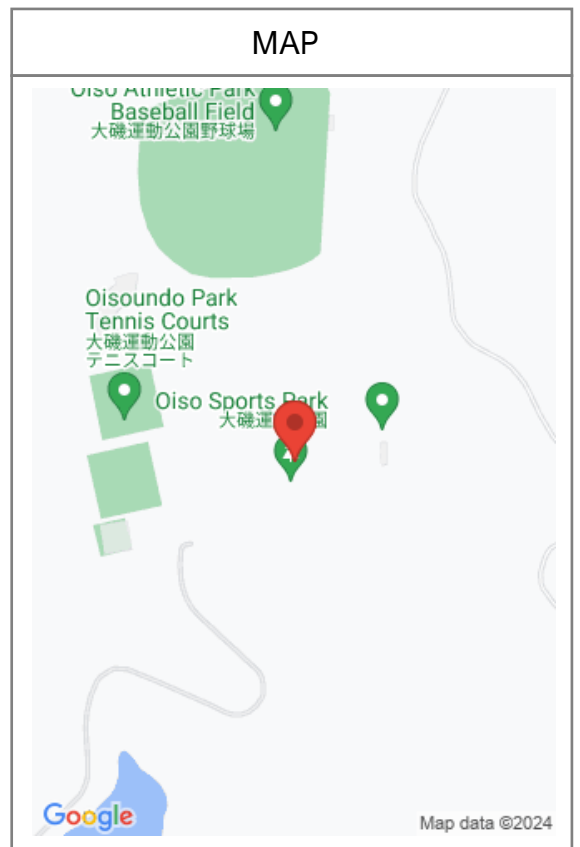 MAP
Oiso Athletic Park
Baseball Field
大磯運動公園野球場
Oisoundo Park
Tennis Courts
大磯運動公園
テニスコート
Oiso Sports Park
大磯運 園
Google
Map data ©2024